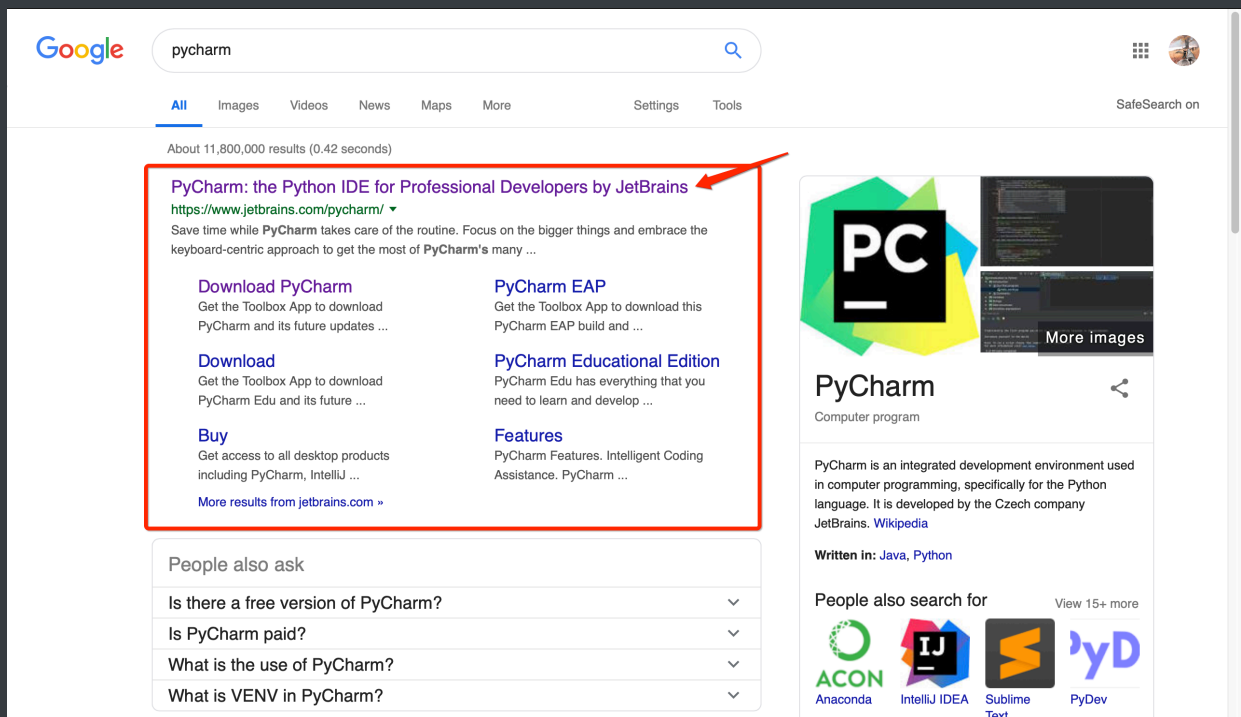 Google
pycharm
All Images Videos News Maps More Settings Tools
SafeSearch on
About 11,800,000 results (0.42 seconds)
PyCharm: the Python IDE for Professional Developers by JetBrains
https://www.jetbrains.com/pycharm/
Save time while PyCharm takes care of the routine. Focus on the bigger things and embrace the
keyboard-centric approach to get the most of PyCharm's many ...
Download PyCharm
Get the Toolbox App to download
PyCharm and its future updates ...
PyCharm EAP
Get the Toolbox App to download this
PyCharm EAP build and ...
Download
Get the Toolbox App to download
PyCharm Edu and its future ...
PyCharm Educational Edition
PyCharm Edu has everything that you
need to learn and develop ...
Buy
Get access to all desktop products
including PyCharm, IntelliJ ...
Features
PyCharm Features. Intelligent Coding
Assistance. PyCharm ...
More results from jetbrains.com »
People also ask
Is there a free version of PyCharm?
Is PyCharm paid?
What is the use of PyCharm?
What is VENV in PyCharm?
PC
More images
PyCharm
Computer program
PyCharm is an integrated development environment used
in computer programming, specifically for the Python
language. It is developed by the Czech company
JetBrains. Wikipedia
Written in: Java, Python
People also search for
View 15+ more
ACON
IJ
PyD
Anaconda
IntelliJ IDEA
Sublime
Text
PyDev